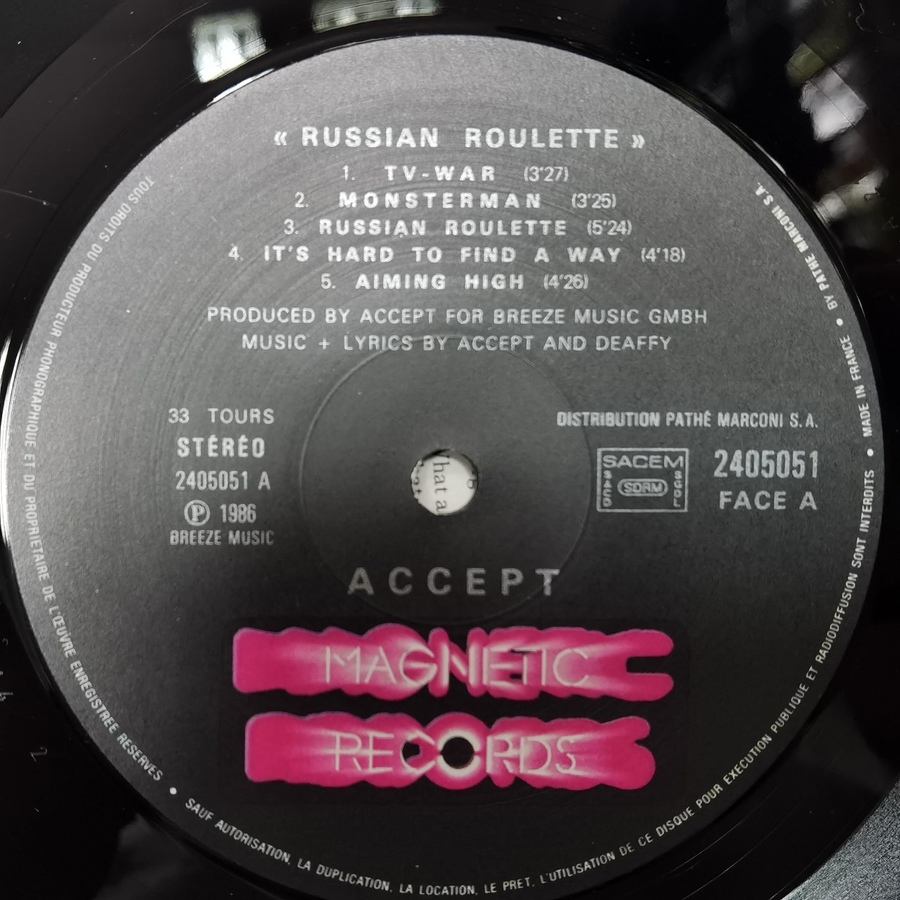 « RUSSIAN ROULETTE »
1. TV-WAR (3'27)
2. MONSTERMAN (3'25)
3. RUSSIAN ROULETTE (5'24)
4. IT'S HARD TO FIND A WAY (4'18)
5. AIMING HIGH (4'26)
PRODUCED BY ACCEPT FOR BREEZE MUSIC GMBH
MUSIC + LYRICS BY ACCEPT AND DEAFFY
33 TOURS
STÉRÉO
2405051 A
Ⓟ 1986
BREEZE MUSIC
DISTRIBUTION PATHÉ MARCONI S.A.
SACEM
SACD SDRM SGDL
2405051
FACE A
hat a
ACCEPT
MAGNETIC
RECORDS
TOUS DROITS DU PRODUCTEUR PHONOGRAPHIQUE ET DU PROPRIETAIRE DE L'ŒUVRE ENREGISTREE RESERVES • SAUF AUTORISATION, LA DUPLICATION, LA LOCATION, LE PRET, L'UTILISATION DE CE DISQUE POUR EXECUTION PUBLIQUE ET RADIODIFFUSION SONT INTERDITS • MADE IN FRANCE • BY PATHE MARCONI S.A.